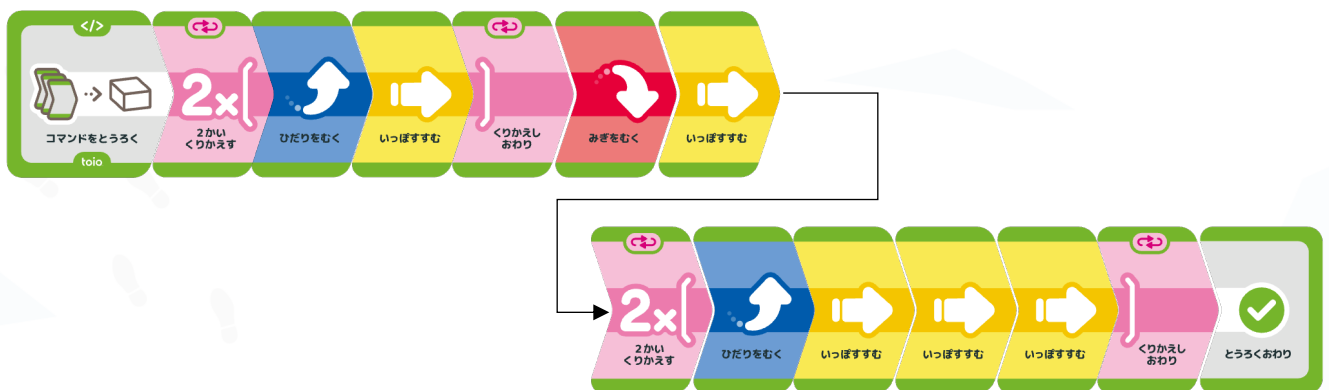 </>
コマンドをとうろく
toio
2x
2かい
くりかえす
ひだりをむく
いっぽすすむ
くりかえし
おわり
みぎをむく
いっぽすすむ
2x
2かい
くりかえす
ひだりをむく
いっぽすすむ
いっぽすすむ
いっぽすすむ
くりかえし
おわり
とうろくおわり